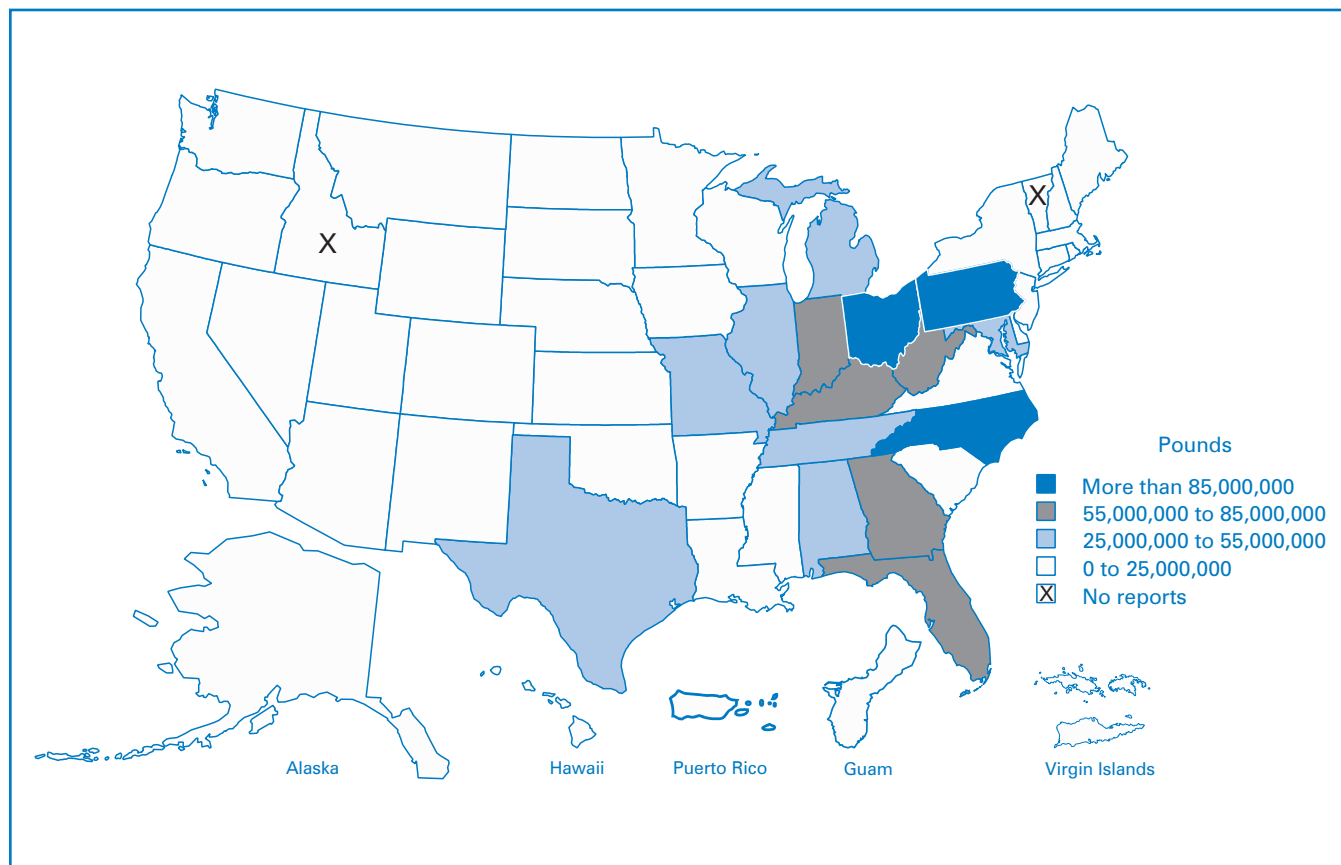 X
X
Pounds
More than 85,000,000
55,000,000 to 85,000,000
25,000,000 to 55,000,000
0 to 25,000,000
X No reports
Alaska
Hawaii
Puerto Rico
Guam
Virgin Islands